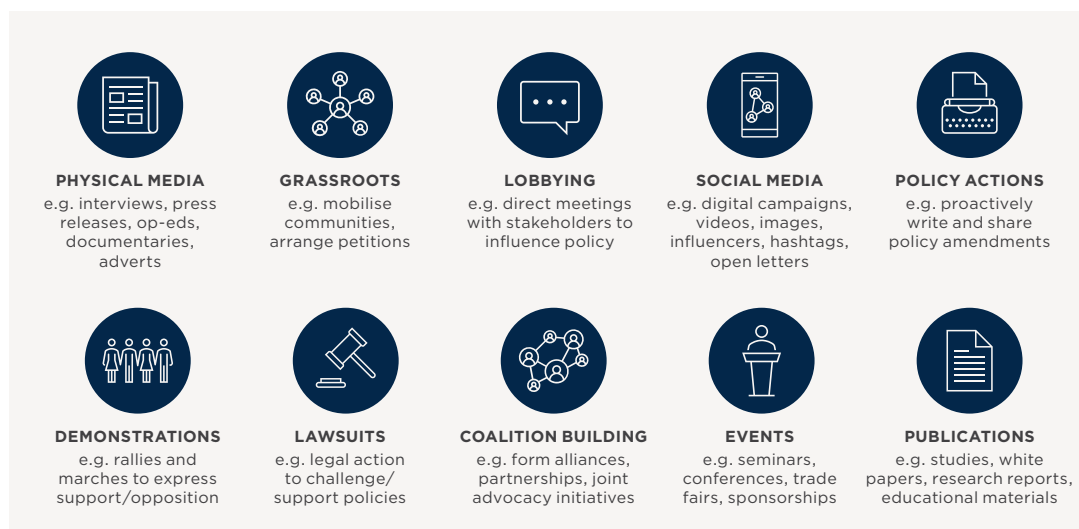 PHYSICAL MEDIA
e.g. interviews, press
releases, op-eds,
documentaries,
adverts
GRASSROOTS
e.g. mobilise
communities,
arrange petitions
LOBBYING
e.g. direct meetings
with stakeholders to
influence policy
SOCIAL MEDIA
e.g. digital campaigns,
videos, images,
influencers, hashtags,
open letters
POLICY ACTIONS
e.g. proactively
write and share
policy amendments
DEMONSTRATIONS
e.g. rallies and
marches to express
support/opposition
LAWSUITS
e.g. legal action
to challenge/
support policies
COALITION BUILDING
e.g. form alliances,
partnerships, joint
advocacy initiatives
EVENTS
e.g. seminars,
conferences, trade
fairs, sponsorships
PUBLICATIONS
e.g. studies, white
papers, research reports,
educational materials